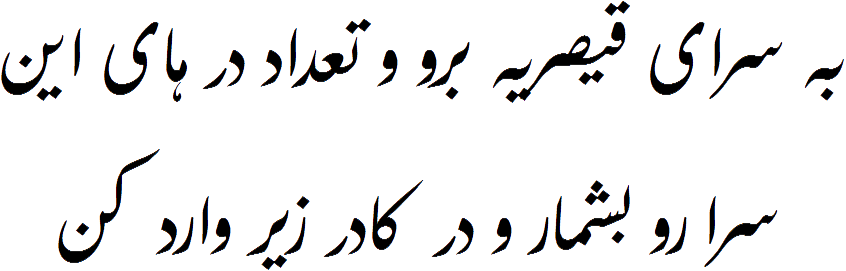 به سرای قیصریه برو و تعداد در های این
سرا رو بشمار و در کادر زیر وارد کن